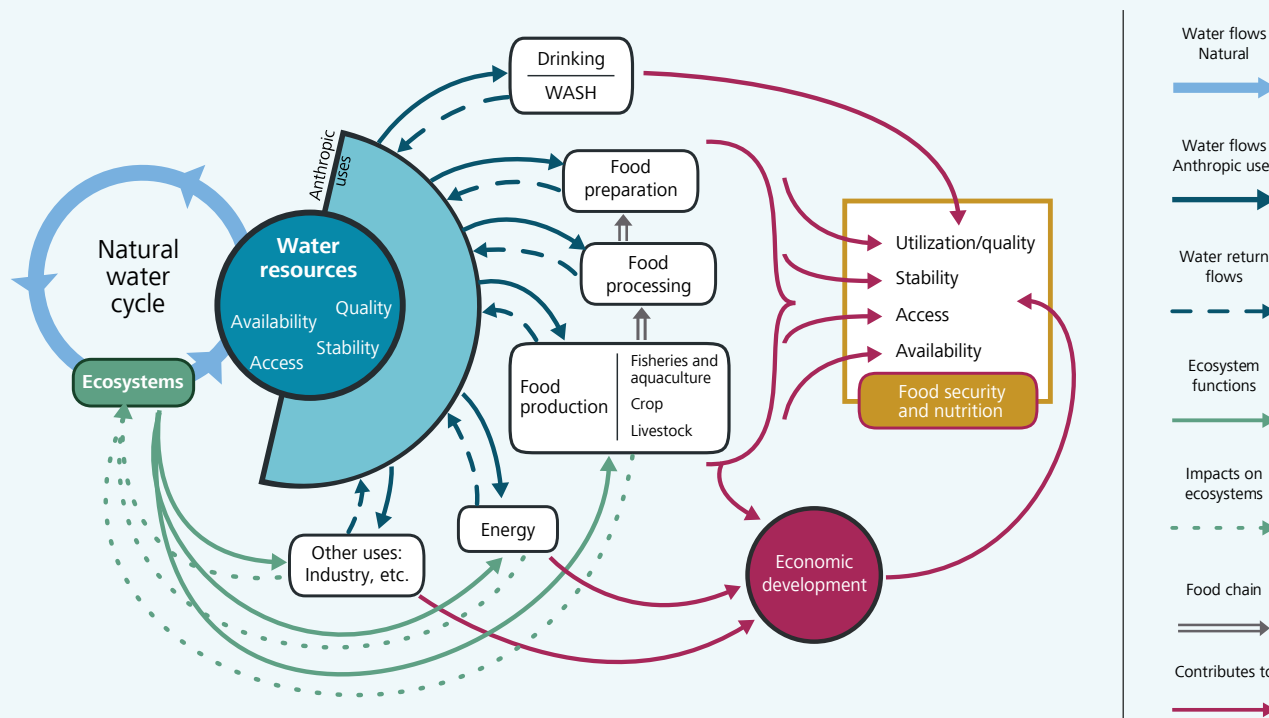 Drinking
WASH
Anthropic
uses
Food
preparation
Natural
water
cycle
Water
resources
Quality
Availability
Stability
Access
Food
processing
Ecosystems
Food
production
Fisheries and
aquaculture
Crop
Livestock
Utilization/quality
Stability
Access
Availability
Food security
and nutrition
Energy
Other uses:
Industry, etc.
Economic
development
Water flows
Natural
Water flows
Anthropic use
Water return
flows
Ecosystem
functions
Impacts on
ecosystems
Food chain
Contributes to